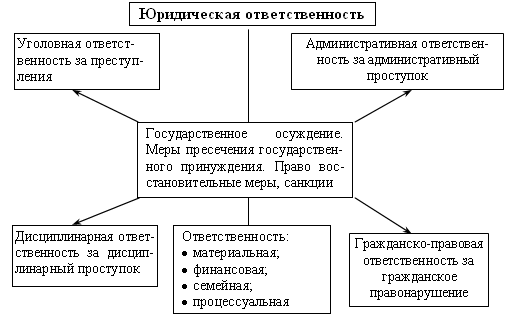 Юридическая ответственность
Уголовная ответст-
венность за преступ-
ления
Административная ответствен-
ность за административный
проступок
Государственное осуждение.
Меры пресечения государствен-
ного принуждения. Право вос-
становительные меры, санкции
Дисциплинарная ответ-
ственность за дисцип-
линарный проступок
Ответственность:
• материальная;
• финансовая;
• семейная;
• процессуальная
Гражданско-правовая
ответственность за
гражданское
правонарушение